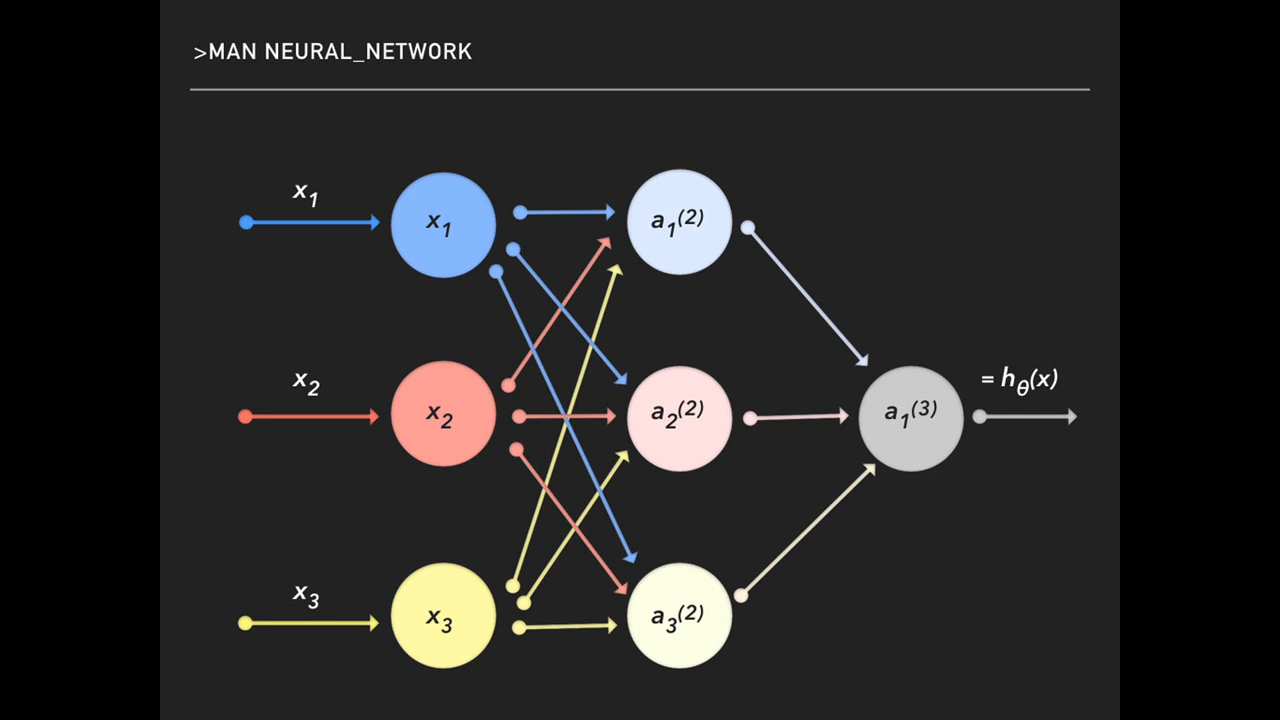 >MAN NEURAL_NETWORK
x₁
x₁
a₁⁽²⁾
x₂
x₂
a₂⁽²⁾
a₁⁽³⁾
= hθ(x)
x₃
x₃
a₃⁽²⁾